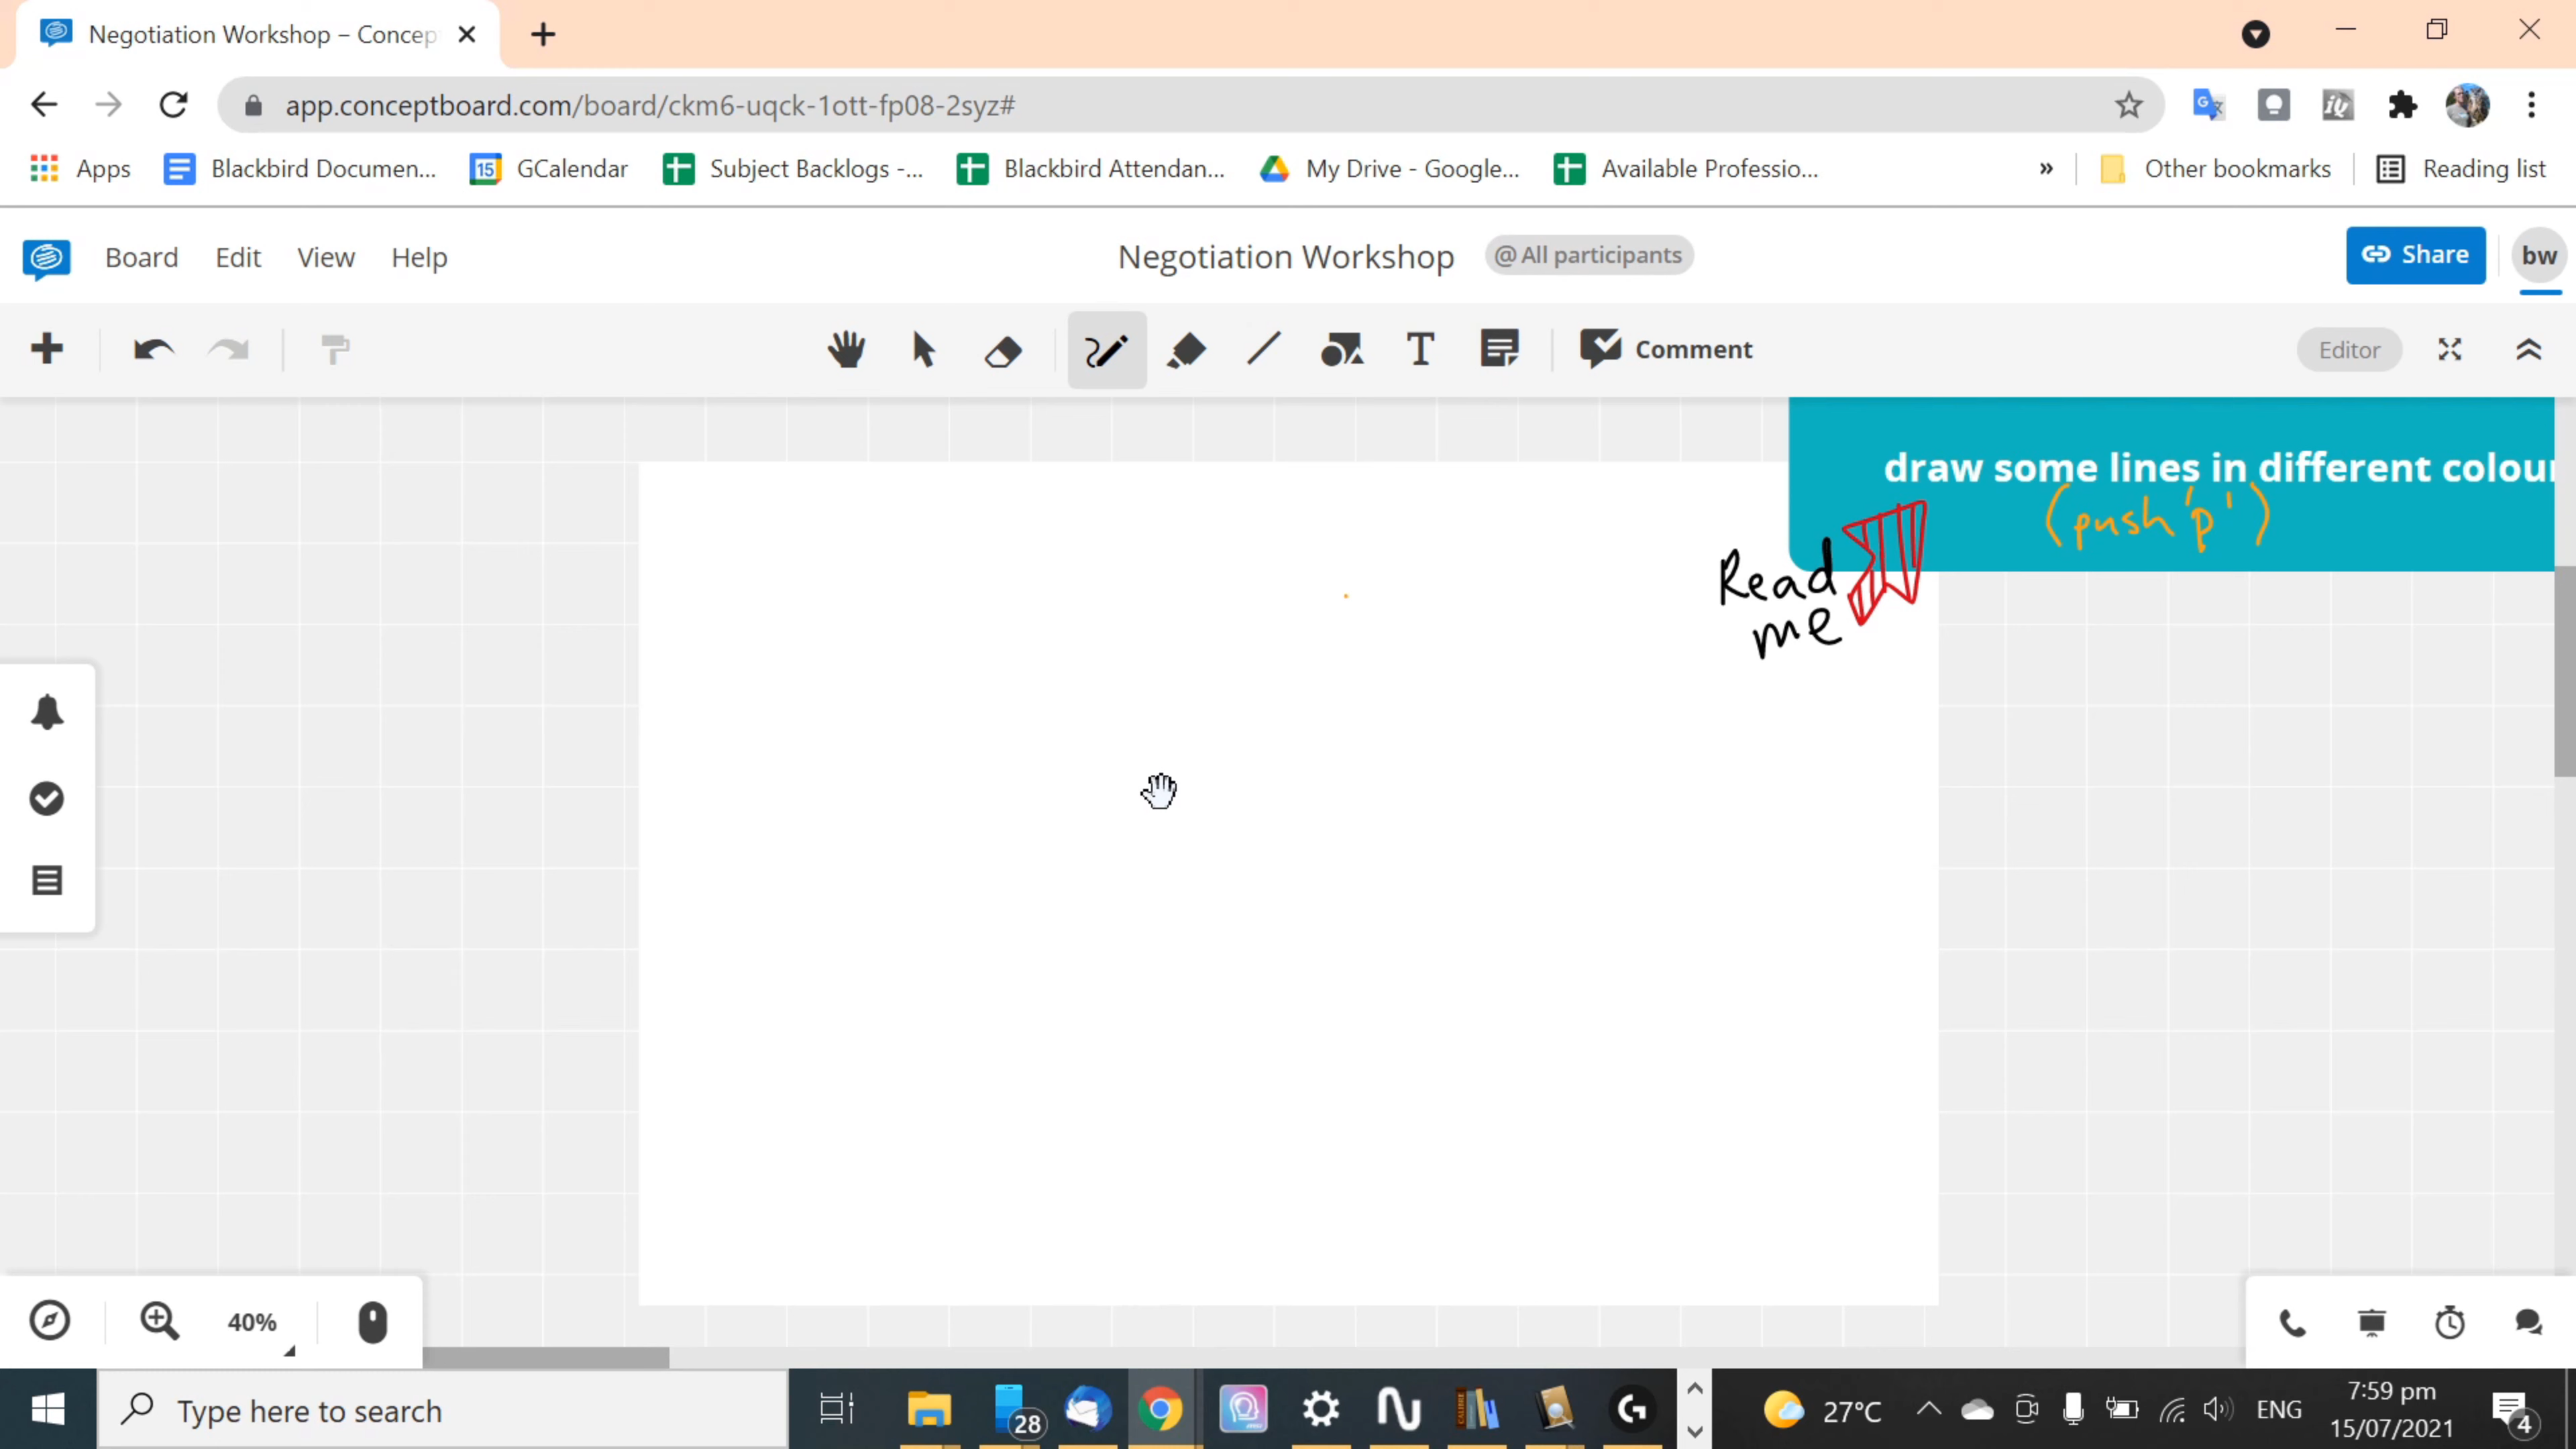 Negotiation Workshop – Concep
app.conceptboard.com/board/ckm6-uqck-1ott-fp08-2syz#
Apps
Blackbird Documen...
15
GCalendar
Subject Backlogs -...
Blackbird Attendan...
My Drive - Google...
Available Professio...
»
Other bookmarks
Reading list
Board
Edit
View
Help
Negotiation Workshop
@ All participants
Share
bw
T
Comment
Editor
draw some lines in different colou
(push 'p')
Read
me
40%
Type here to search
28
27°C
ENG
7:59 pm
15/07/2021
4